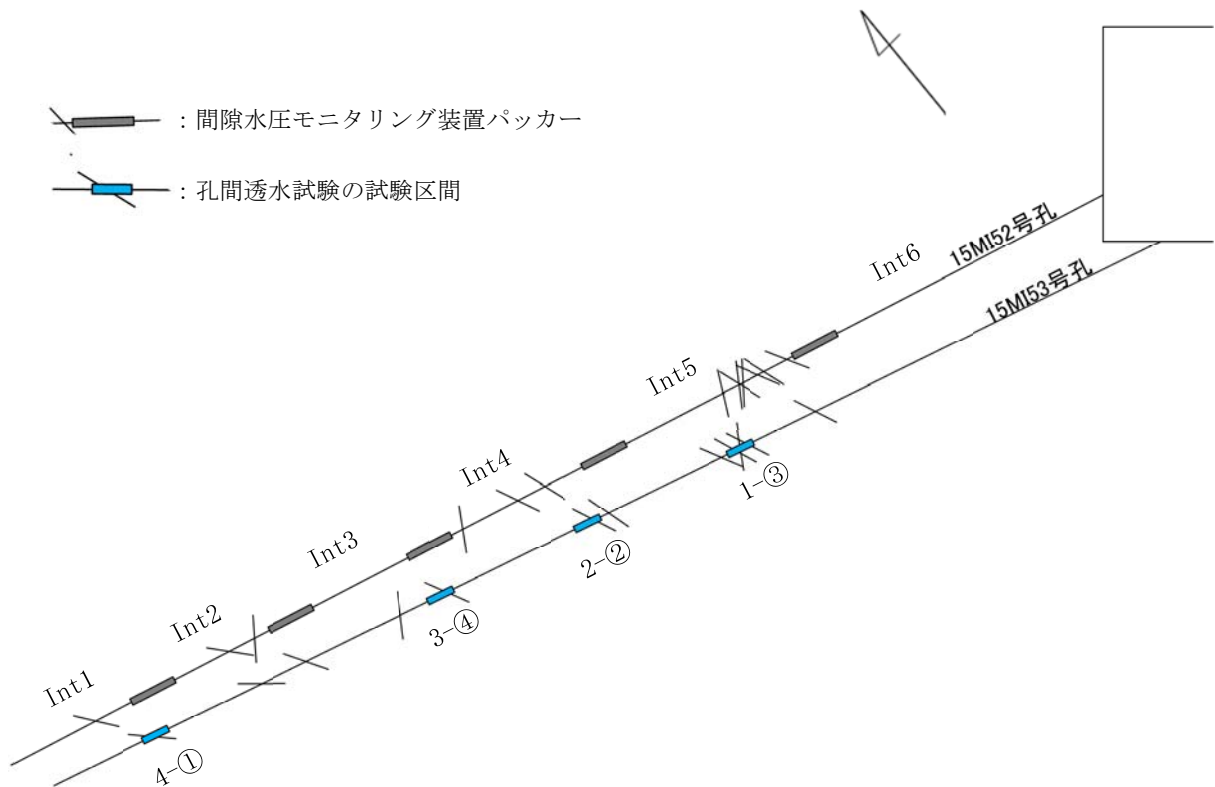 ：間隙水圧モニタリング装置パッカー
：孔間透水試験の試験区間
15MI52号孔
15MI53号孔
Int6
Int5
Int4
Int3
Int2
Int1
1-③
2-②
3-④
4-①